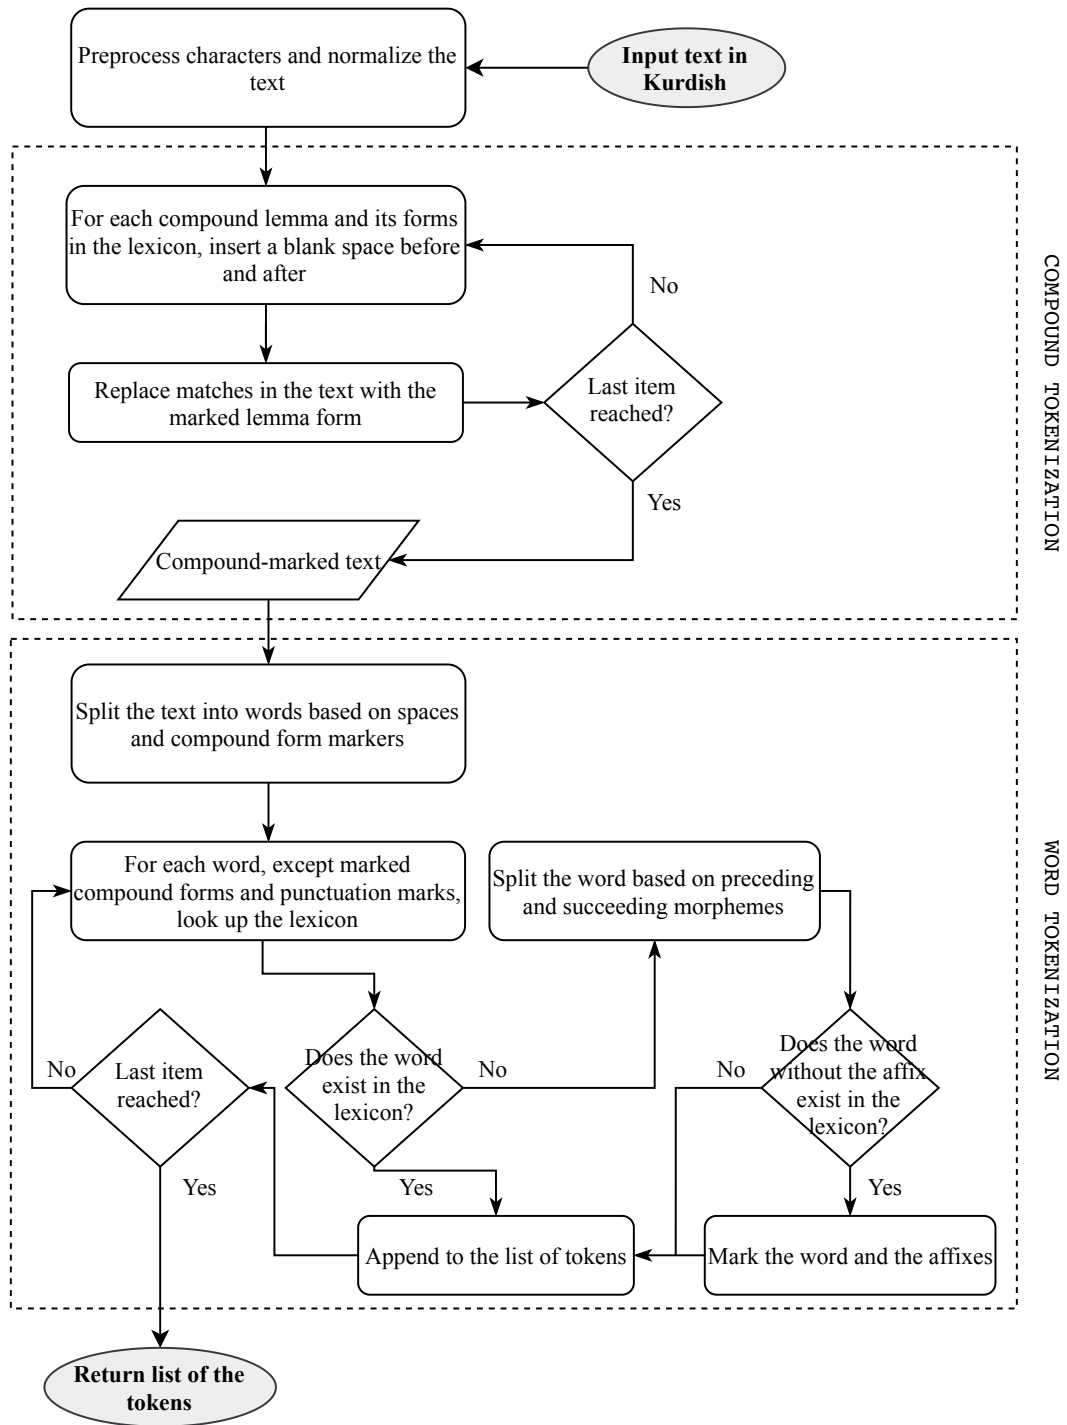 Preprocess characters and normalize the
text
Input text in
Kurdish
For each compound lemma and its forms
in the lexicon, insert a blank space before
and after
No
Replace matches in the text with the
marked lemma form
Last item
reached?
Yes
Compound-marked text
COMPOUND TOKENIZATION
Split the text into words based on spaces
and compound form markers
For each word, except marked
compound forms and punctuation marks,
look up the lexicon
Split the word based on preceding
and succeeding morphemes
No
Last item
reached?
Does the word
exist in the
lexicon?
No
No
Does the word
without the affix
exist in the
lexicon?
Yes
Yes
Yes
Append to the list of tokens
Mark the word and the affixes
WORD TOKENIZATION
Return list of the
tokens